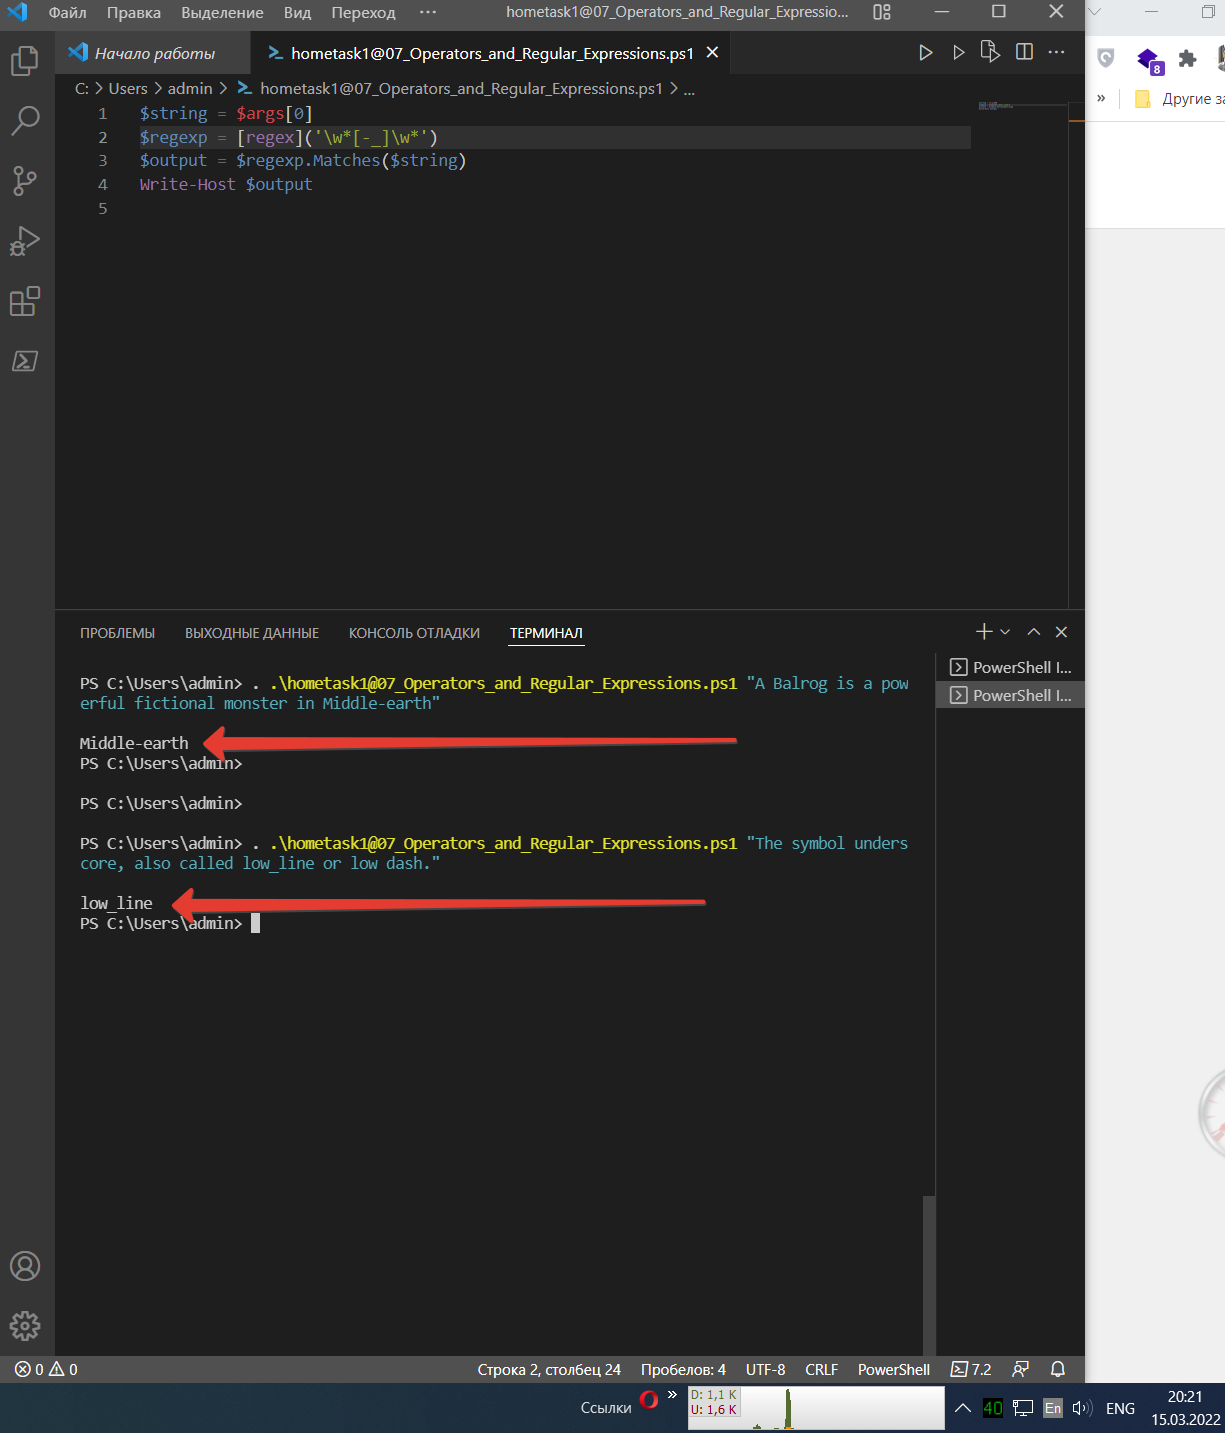 Файл Правка Выделение Вид Переход ··· hometask1@07_Operators_and_Regular_Expressio...
Начало работы
hometask1@07_Operators_and_Regular_Expressions.ps1
8
C: > Users > admin > hometask1@07_Operators_and_Regular_Expressions.ps1 > ...
» Другие за
1 $string = $args[0]
2 $regexp = [regex]('\w*[-_]\w*')
3 $output = $regexp.Matches($string)
4 Write-Host $output
5
ПРОБЛЕМЫ ВЫХОДНЫЕ ДАННЫЕ КОНСОЛЬ ОТЛАДКИ ТЕРМИНАЛ
PowerShell I...
PowerShell I...
PS C:\Users\admin> . .\hometask1@07_Operators_and_Regular_Expressions.ps1 "A Balrog is a pow
erful fictional monster in Middle-earth"
Middle-earth
PS C:\Users\admin>
PS C:\Users\admin>
PS C:\Users\admin> . .\hometask1@07_Operators_and_Regular_Expressions.ps1 "The symbol unders
core, also called low_line or low dash."
low_line
PS C:\Users\admin>
0 0 Строка 2, столбец 24 Пробелов: 4 UTF-8 CRLF PowerShell 7.2
Ссылки » D: 1,1 K
U: 1,6 K
40 En ENG
20:21
15.03.2022